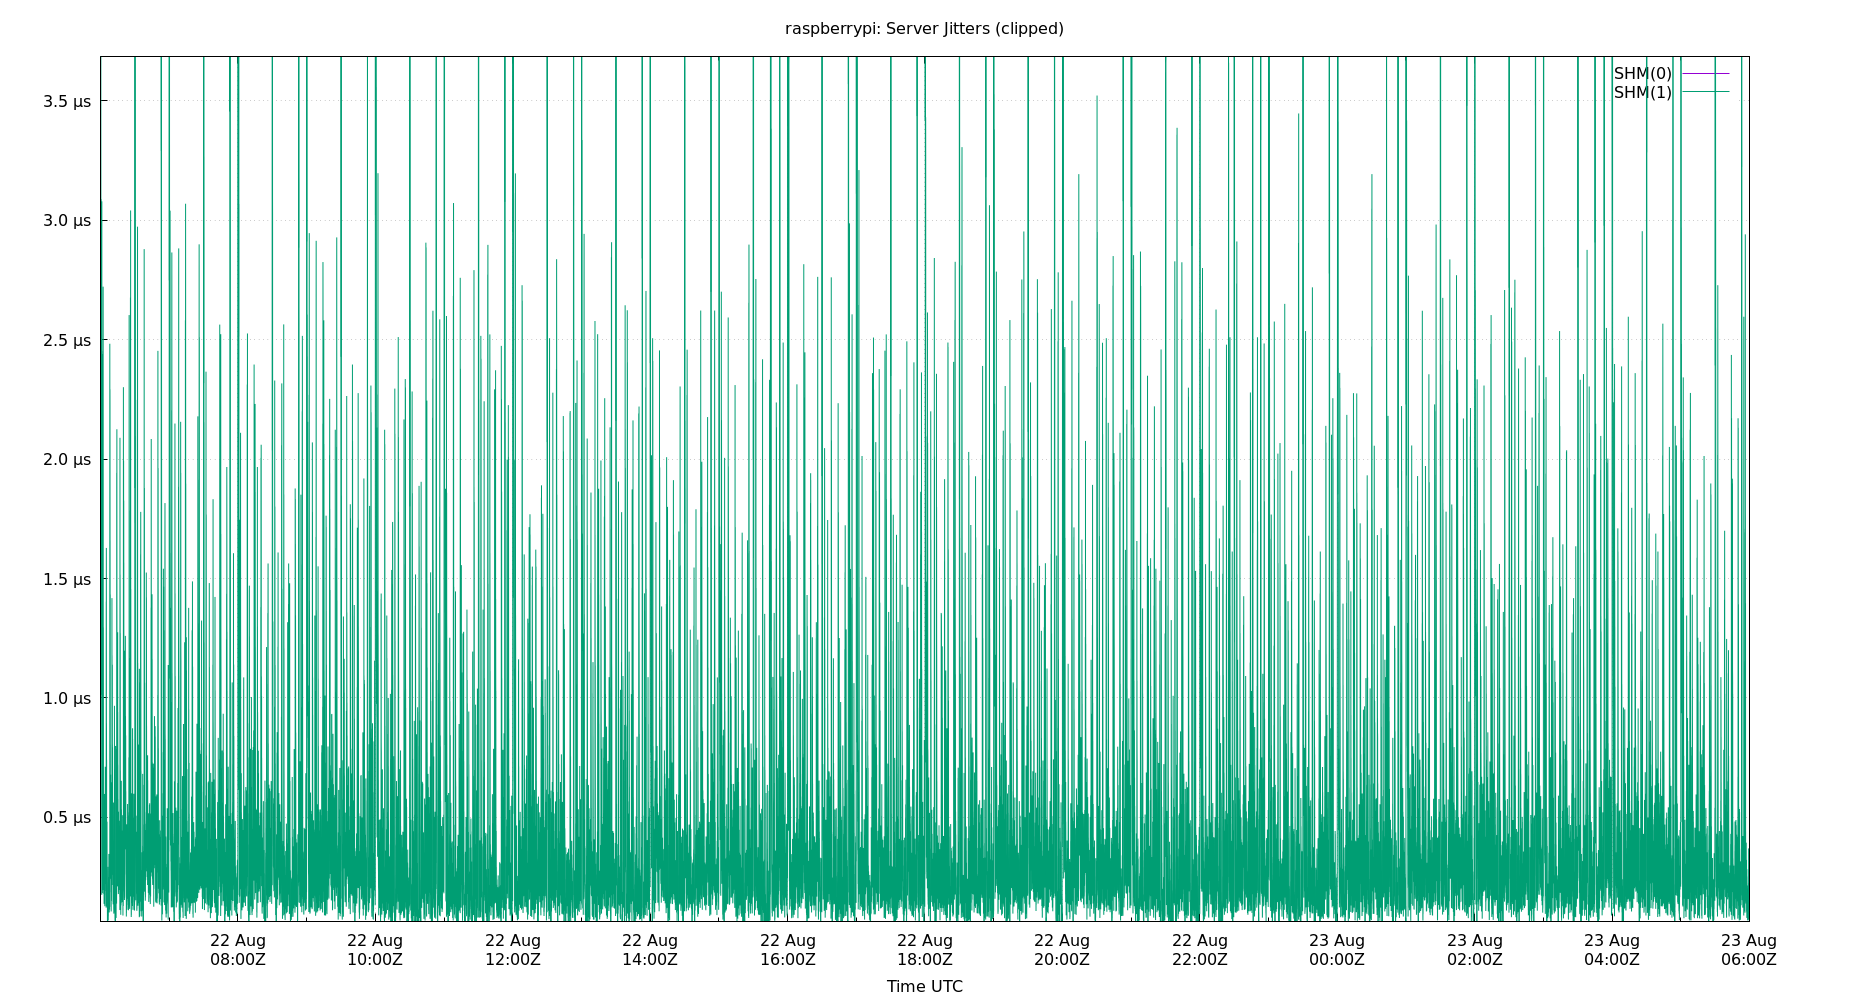 raspberrypi: Server Jitters (clipped)
SHM(0)
SHM(1)
3.5 µs
3.0 µs
2.5 µs
2.0 µs
1.5 µs
1.0 µs
0.5 µs
22 Aug 22 Aug 22 Aug 22 Aug 22 Aug 22 Aug 22 Aug 22 Aug 23 Aug 23 Aug 23 Aug 23 Aug
08:00Z 10:00Z 12:00Z 14:00Z 16:00Z 18:00Z 20:00Z 22:00Z 00:00Z 02:00Z 04:00Z 06:00Z
Time UTC